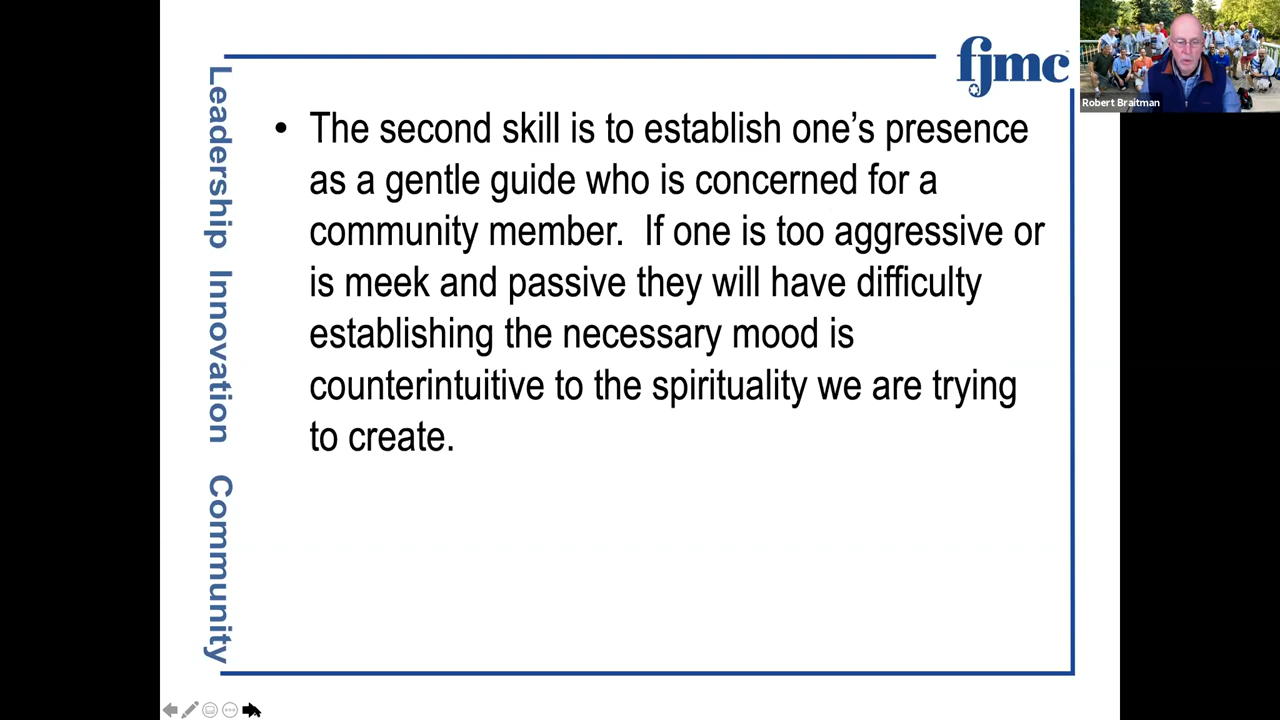 fjmc
Leadership Innovation Community
• The second skill is to establish one’s presence
as a gentle guide who is concerned for a
community member.  If one is too aggressive or
is meek and passive they will have difficulty
establishing the necessary mood is
counterintuitive to the spirituality we are trying
to create.
Robert Braitman